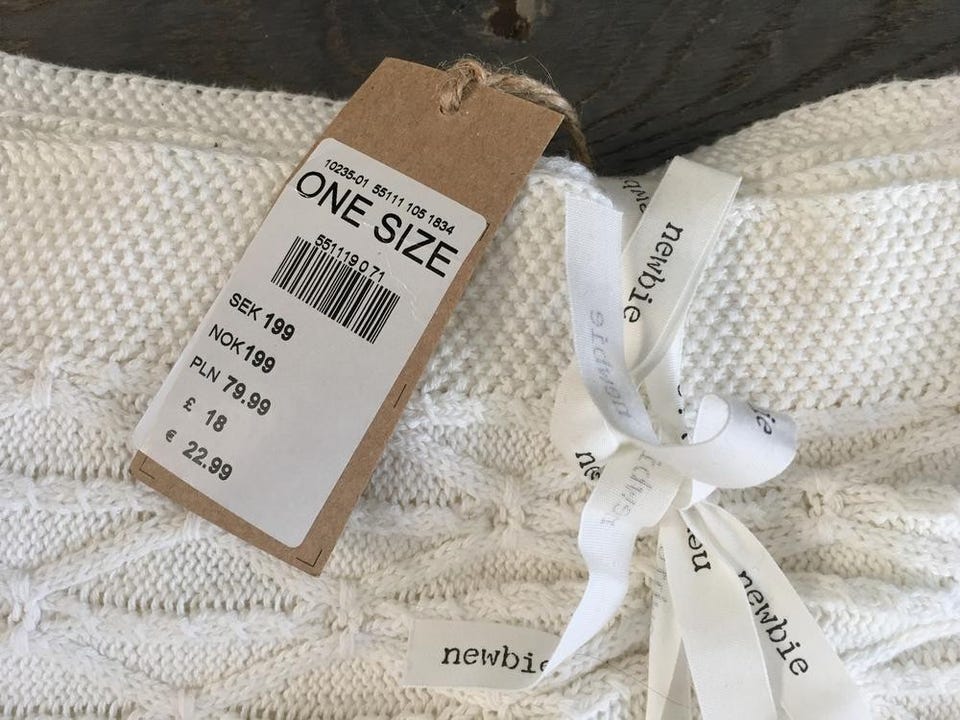 10235-01 55111 105 1834
ONE SIZE
551119 0 71
SEK 199
NOK 199
PLN 79.99
£ 18
€ 22.99
newbie
newbie
newbie
newbie
newbie